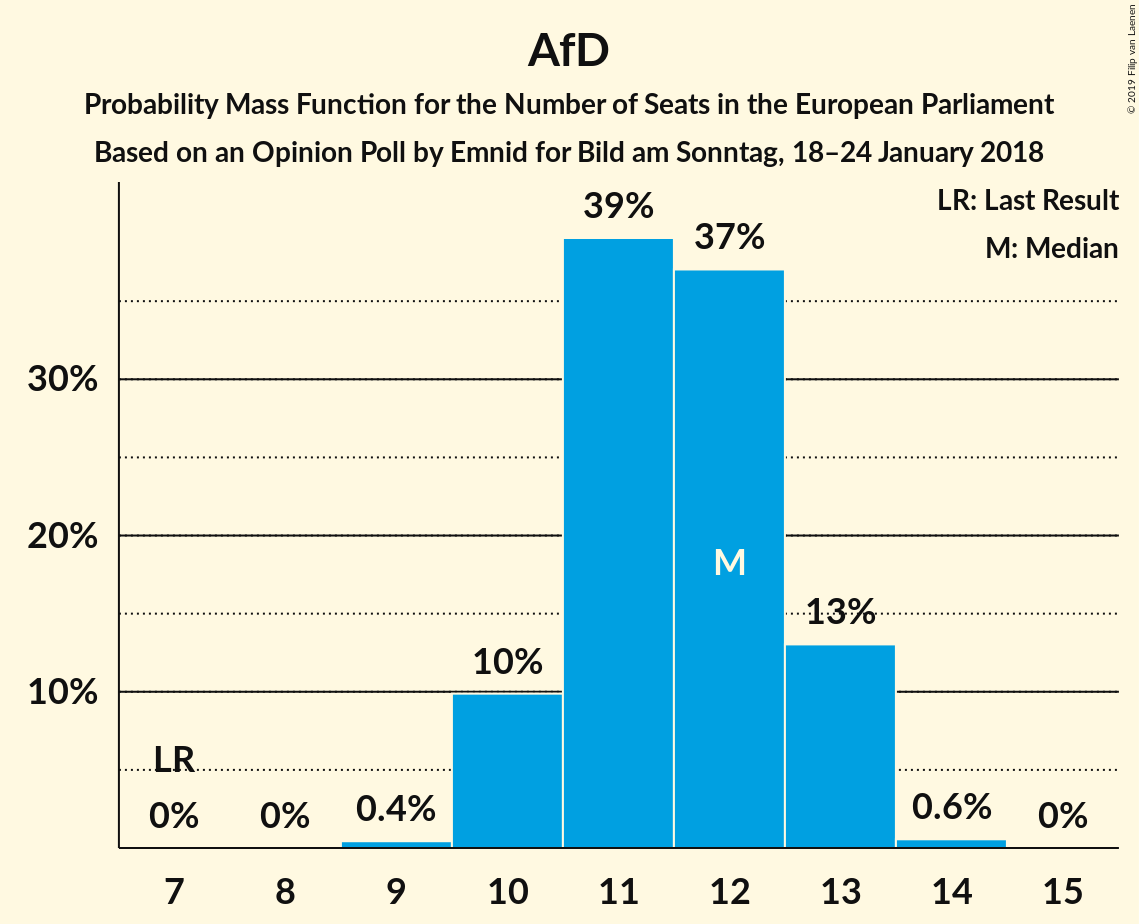 AfD
Probability Mass Function for the Number of Seats in the European Parliament
Based on an Opinion Poll by Emnid for Bild am Sonntag, 18–24 January 2018
© 2019 Filip van Laenen
LR: Last Result
M: Median
39%
37%
30%
20%
M
13%
10%
10%
LR
0%
0%
0.4%
0.6%
0%
7
8
9
10
11
12
13
14
15